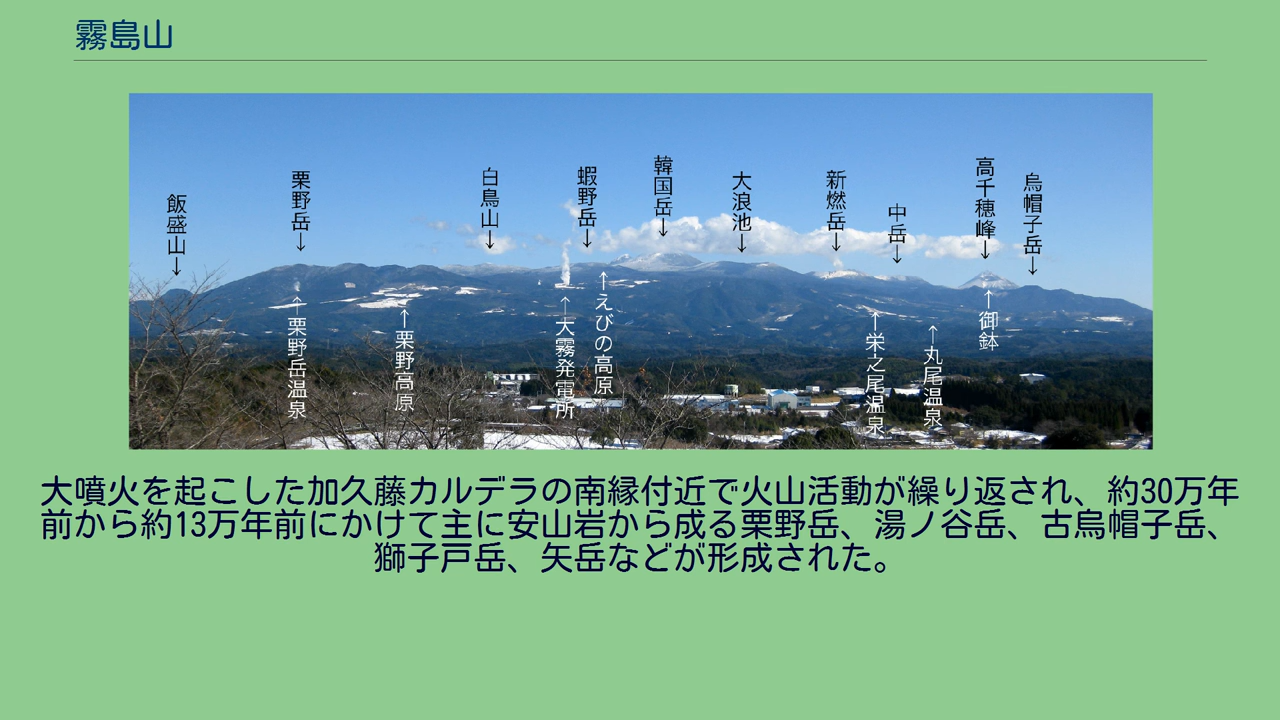 霧島山
飯盛山↓
栗野岳↓
白鳥山↓
蝦野岳↓
韓国岳↓
大浪池↓
新燃岳↓
中岳↓
高千穂峰↓
烏帽子岳↓
↑栗野岳温泉
↑栗野高原
↑大霧発電所
↑えびの高原
↑栄之尾温泉
↑丸尾温泉
↑御鉢
大噴火を起こした加久藤カルデラの南縁付近で火山活動が繰り返され、約30万年
前から約13万年前にかけて主に安山岩から成る栗野岳、湯ノ谷岳、古烏帽子岳、
獅子戸岳、矢岳などが形成された。